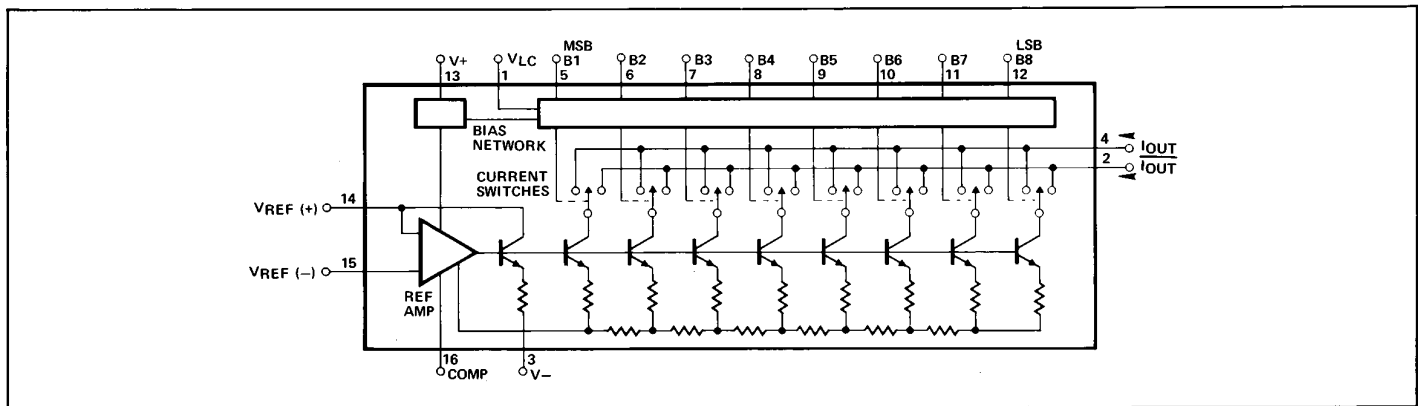 MSB LSB
V+ VLC B1 B2 B3 B4 B5 B6 B7 B8
13 1 5 6 7 8 9 10 11 12
BIAS
NETWORK
4 IOUT
2 IOUT
CURRENT
SWITCHES
VREF (+) 14
VREF (–) 15
REF
AMP
16 3
COMP V–